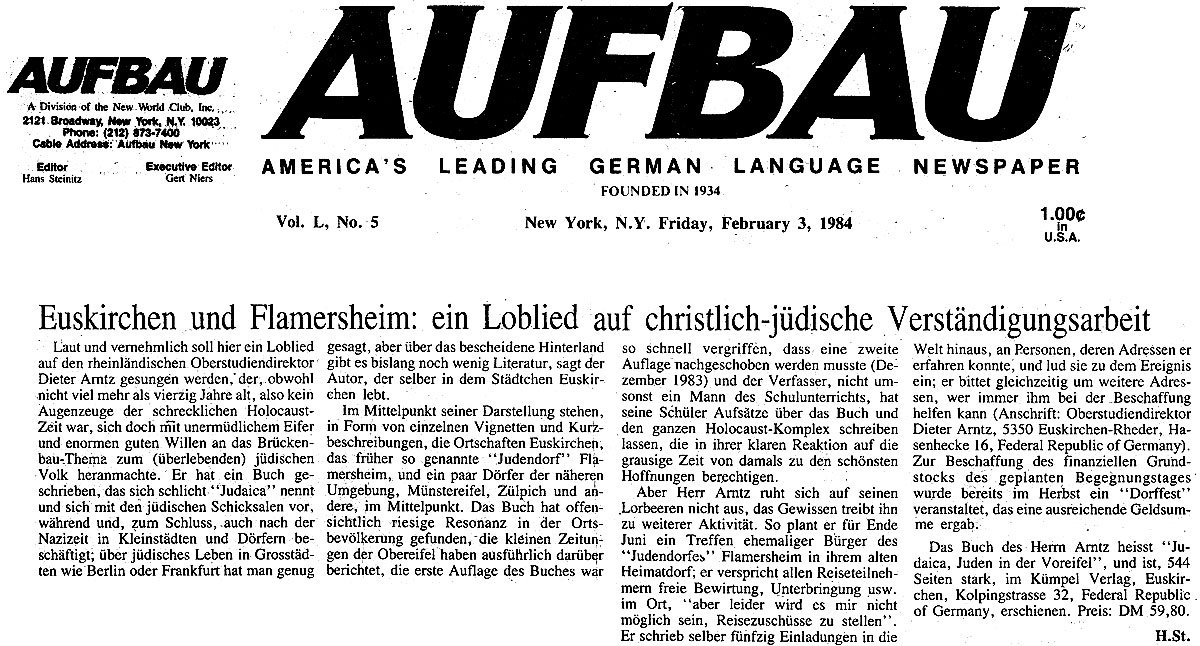 AUFBAU
A Division of the New World Club, Inc.
2121 Broadway, New York, N.Y. 10023
Phone: (212) 873-7400
Cable Address: Aufbau New York
Editor
Hans Steinitz
Executive Editor
Gert Niers
AUFBAU
AMERICA'S LEADING GERMAN LANGUAGE NEWSPAPER
FOUNDED IN 1934
Vol. L, No. 5
New York, N.Y. Friday, February 3, 1984
1.00¢
in
U.S.A.
Euskirchen und Flamersheim: ein Loblied auf christlich-jüdische Verständigungsarbeit
Laut und vernehmlich soll hier ein Loblied
auf den rheinländischen Oberstudiendirektor
Dieter Arntz gesungen werden, der, obwohl
nicht viel mehr als vierzig Jahre alt, also kein
Augenzeuge der schrecklichen Holocaust-
Zeit war, sich doch mit unermüdlichem Eifer
und enormen guten Willen an das Brücken-
bau-Thema zum (überlebenden) jüdischen
Volk heranmachte. Er hat ein Buch ge-
schrieben, das sich schlicht "Judaica" nennt
und sich mit den jüdischen Schicksalen vor,
während und, zum Schluss, auch nach der
Nazizeit in Kleinstädten und Dörfern be-
schäftigt; über jüdisches Leben in Grosstäd-
ten wie Berlin oder Frankfurt hat man genug
gesagt, aber über das bescheidene Hinterland
gibt es bislang noch wenig Literatur, sagt der
Autor, der selber in dem Städtchen Euskir-
chen lebt.
Im Mittelpunkt seiner Darstellung stehen,
in Form von einzelnen Vignetten und Kurz-
beschreibungen, die Ortschaften Euskirchen,
das früher so genannte "Judendorf" Fla-
mersheim, und ein paar Dörfer der näheren
Umgebung, Münstereifel, Zülpich und an-
dere, im Mittelpunkt. Das Buch hat offen-
sichtlich riesige Resonanz in der Orts-
bevölkerung gefunden, die kleinen Zeitun-
gen der Obereifel haben ausführlich darüber
berichtet, die erste Auflage des Buches war
so schnell vergriffen, dass eine zweite
Auflage nachgeschoben werden musste (De-
zember 1983) und der Verfasser, nicht um-
sonst ein Mann des Schulunterrichts, hat
seine Schüler Aufsätze über das Buch und
den ganzen Holocaust-Komplex schreiben
lassen, die in ihrer klaren Reaktion auf die
grausige Zeit von damals zu den schönsten
Hoffnungen berechtigen.
Aber Herr Arntz ruht sich auf seinen
Lorbeeren nicht aus, das Gewissen treibt ihn
zu weiterer Aktivität. So plant er für Ende
Juni ein Treffen ehemaliger Bürger des
"Judendorfes" Flamersheim in ihrem alten
Heimatdorf; er verspricht allen Reiseteilneh-
mern freie Bewirtung, Unterbringung usw.
im Ort, "aber leider wird es mir nicht
möglich sein, Reisezuschüsse zu stellen".
Er schrieb selber fünfzig Einladungen in die
Welt hinaus, an Personen, deren Adressen er
erfahren konnte, und lud sie zu dem Ereignis
ein; er bittet gleichzeitig um weitere Adres-
sen, wer immer ihm bei der Beschaffung
helfen kann (Anschrift: Oberstudiendirektor
Dieter Arntz, 5350 Euskirchen-Rheder, Ha-
senhecke 16, Federal Republic of Germany).
Zur Beschaffung des finanziellen Grund-
stocks des geplanten Begegnungstages
wurde bereits im Herbst ein "Dorffest"
veranstaltet, das eine ausreichende Geldsum-
me ergab.
Das Buch des Herrn Arntz heisst "Ju-
daica, Juden in der Voreifel", und ist, 544
Seiten stark, im Kümpel Verlag, Euskir-
chen, Kolpingstrasse 32, Federal Republic
of Germany, erschienen. Preis: DM 59,80.
H.St.